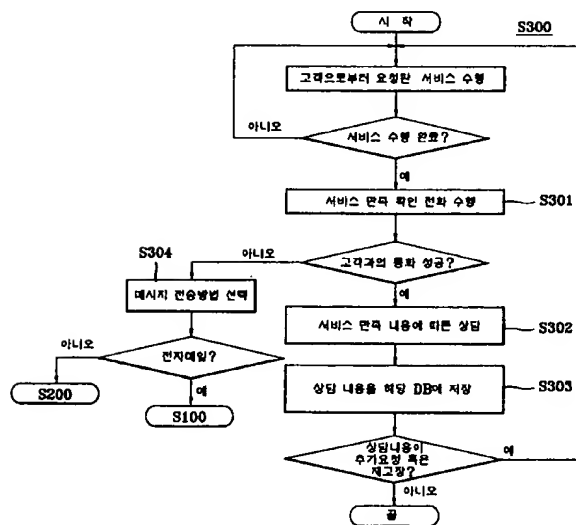 시 작
S300
고객으로부터 요청된 서비스 수행
아니오
서비스 수행 완료?
예
서비스 만족 확인 전화 수행
S301
S304
아니오
고객과의 통화 성공?
메시지 전송방법 선택
예
서비스 만족 내용에 따른 상담
S302
아니오
전자메일?
예
S200
S100
상담 내용을 해당 DB에 저장
S303
상담내용이
추가요청 혹은
재고장?
예
아니오
끝